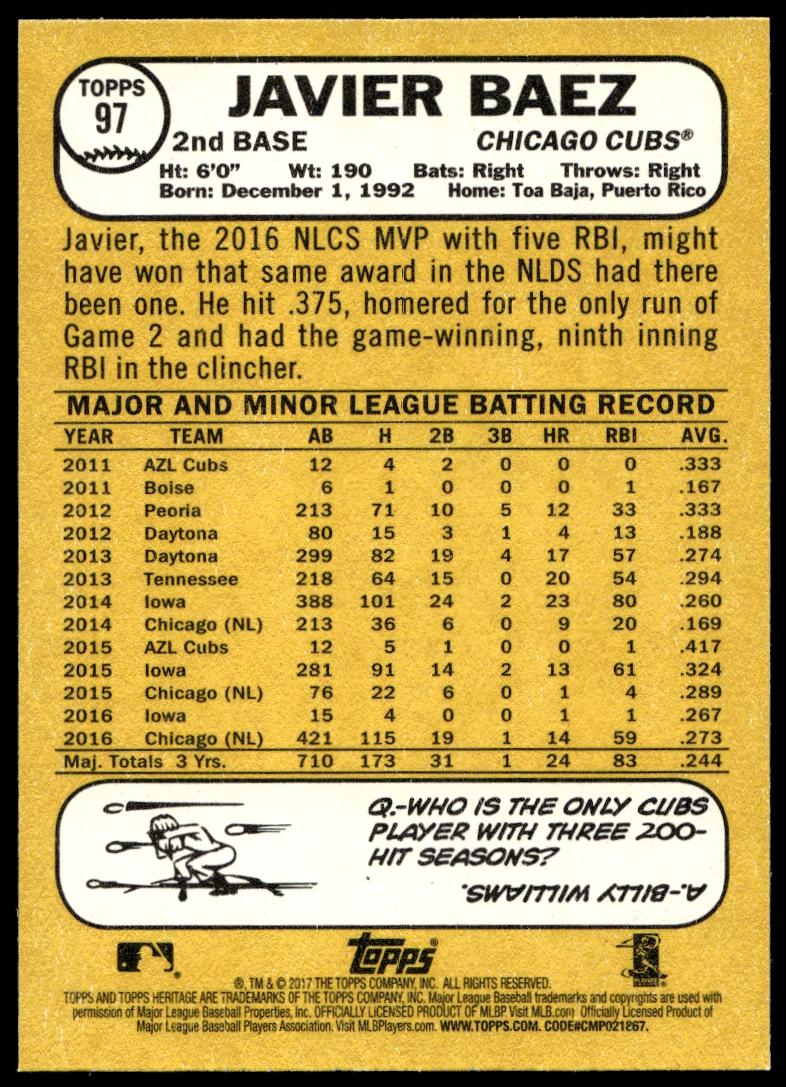 TOPPS
97
JAVIER BAEZ
2nd BASE CHICAGO CUBS®
Ht: 6'0" Wt: 190 Bats: Right Throws: Right
Born: December 1, 1992 Home: Toa Baja, Puerto Rico
Javier, the 2016 NLCS MVP with five RBI, might
have won that same award in the NLDS had there
been one. He hit .375, homered for the only run of
Game 2 and had the game-winning, ninth inning
RBI in the clincher.
MAJOR AND MINOR LEAGUE BATTING RECORD
YEAR TEAM AB H 2B 3B HR RBI AVG.
2011 AZL Cubs 12 4 2 0 0 0 .333
2011 Boise 6 1 0 0 0 1 .167
2012 Peoria 213 71 10 5 12 33 .333
2012 Daytona 80 15 3 1 4 13 .188
2013 Daytona 299 82 19 4 17 57 .274
2013 Tennessee 218 64 15 0 20 54 .294
2014 Iowa 388 101 24 2 23 80 .260
2014 Chicago (NL) 213 36 6 0 9 20 .169
2015 AZL Cubs 12 5 1 0 0 1 .417
2015 Iowa 281 91 14 2 13 61 .324
2015 Chicago (NL) 76 22 6 0 1 4 .289
2016 Iowa 15 4 0 0 1 1 .267
2016 Chicago (NL) 421 115 19 1 14 59 .273
Maj. Totals 3 Yrs. 710 173 31 1 24 83 .244
Q.-WHO IS THE ONLY CUBS
PLAYER WITH THREE 200-
HIT SEASONS?
A.-BILLY WILLIAMS.
topps®
®, TM & © 2017 THE TOPPS COMPANY, INC. ALL RIGHTS RESERVED.
TOPPS AND TOPPS HERITAGE ARE TRADEMARKS OF THE TOPPS COMPANY, INC. Major League Baseball trademarks and copyrights are used with
permission of Major League Baseball Properties, Inc. OFFICIALLY LICENSED PRODUCT OF MLBP. Visit MLB.com Officially Licensed Product of
Major League Baseball Players Association. Visit MLBPlayers.com. WWW.TOPPS.COM. CODE#CMP021867.